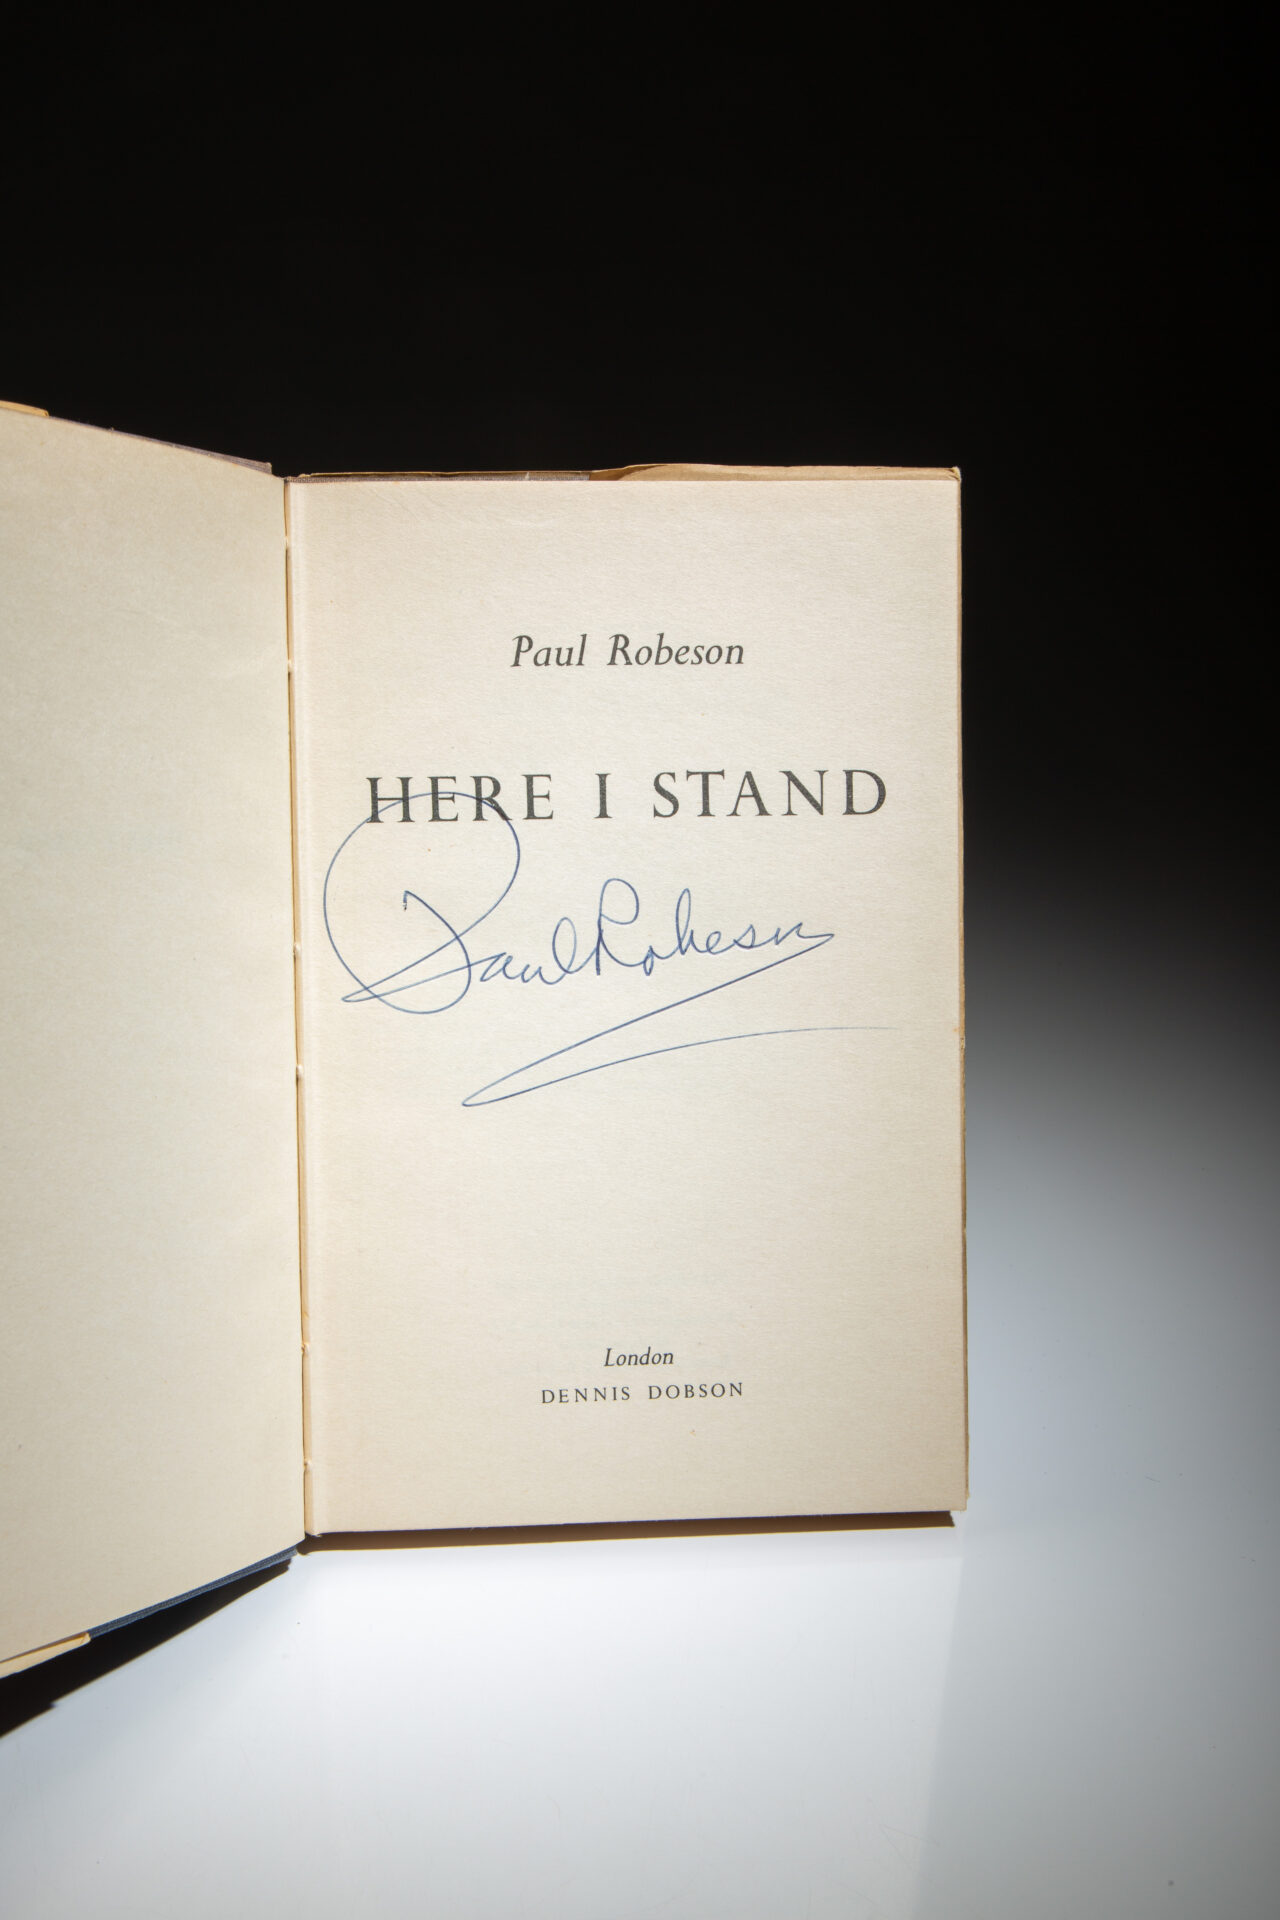 Paul Robeson
HERE I STAND
Paul Robeson
London
DENNIS DOBSON